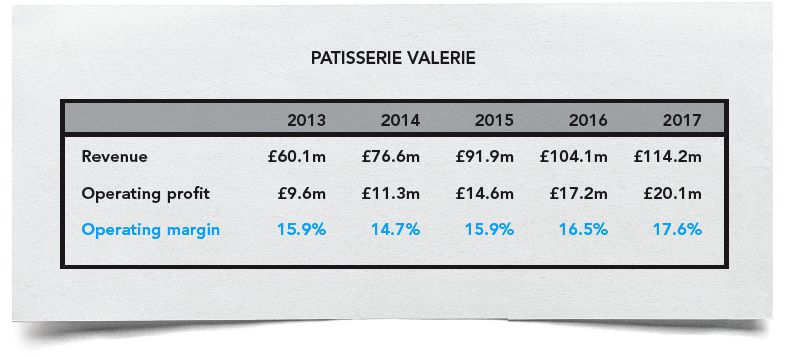 PATISSERIE VALERIE
2013 2014 2015 2016 2017
Revenue £60.1m £76.6m £91.9m £104.1m £114.2m
Operating profit £9.6m £11.3m £14.6m £17.2m £20.1m
Operating margin 15.9% 14.7% 15.9% 16.5% 17.6%